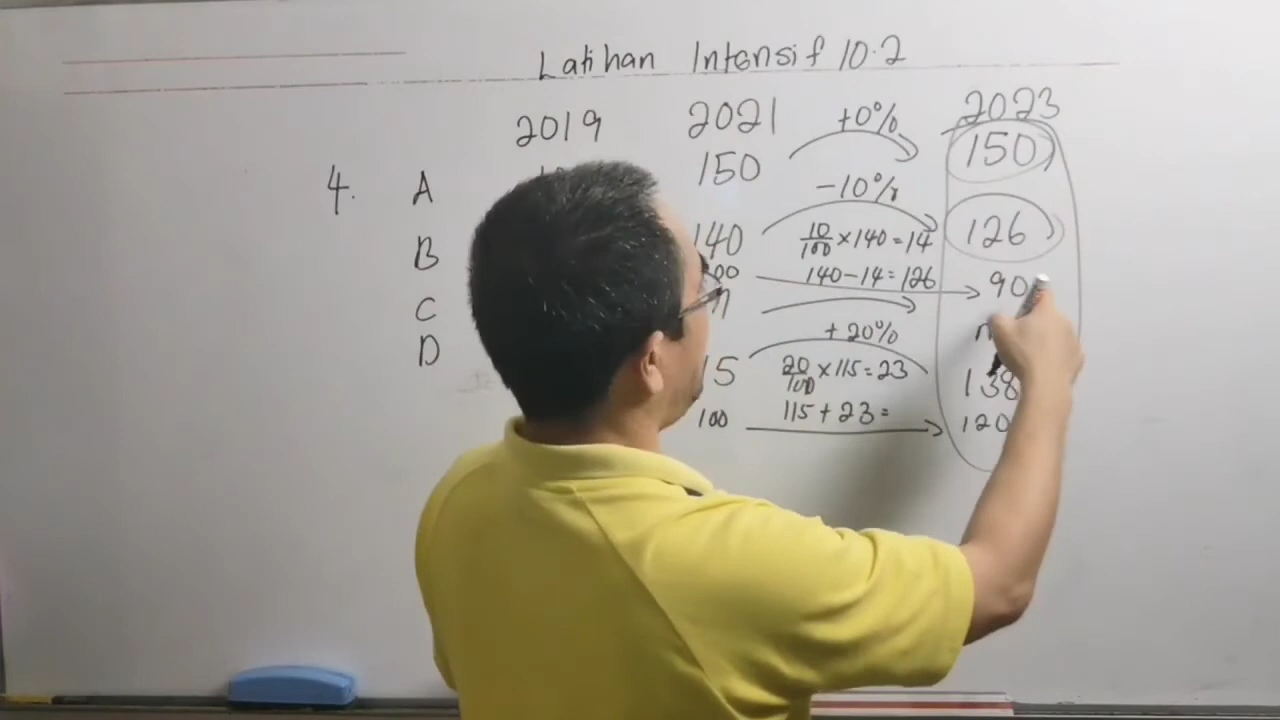 Latihan Intensif 10.2
2019 2021 +0% 2023
4. A 150 150
-10%
B 140 10/100 ×140=14 126
140-14=126 90
C
+20%
D 20/100 ×115=23 138
100 115+23= 120